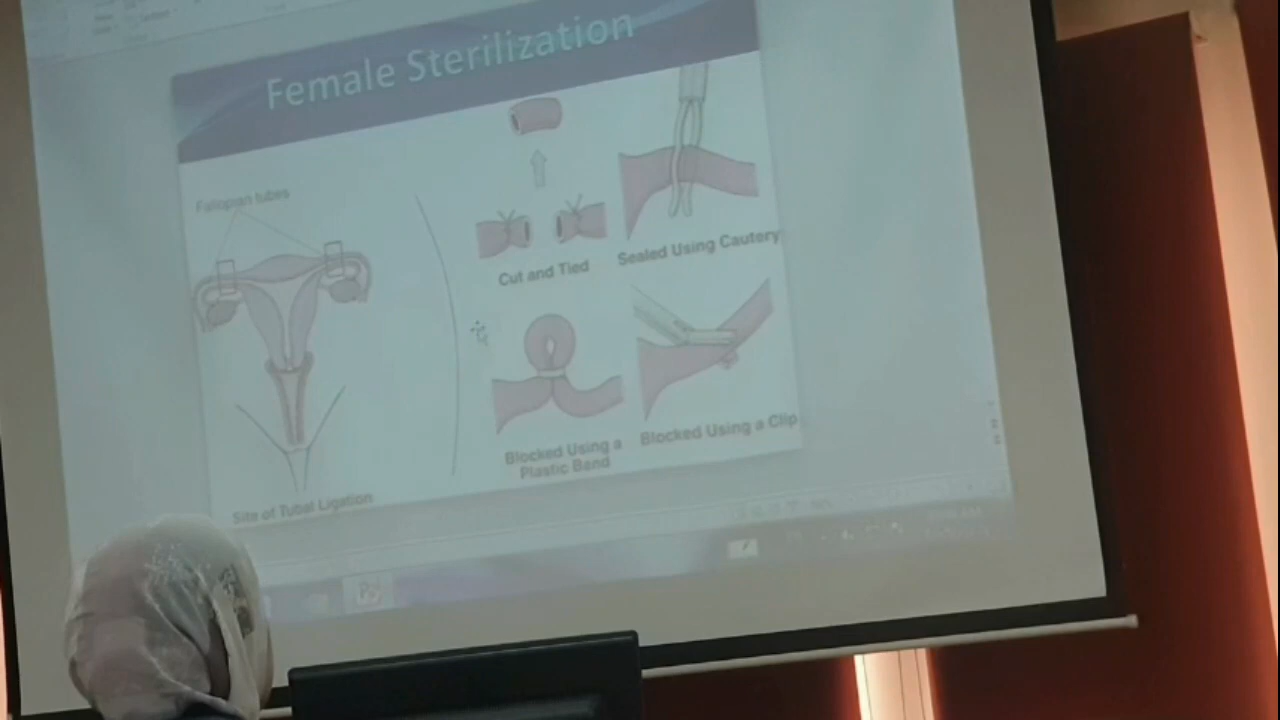 Female Sterilization
Fallopian tubes
Cut and Tied
Sealed Using Cautery
Blocked Using a
Plastic Band
Blocked Using a Clip
Site of Tubal Ligation